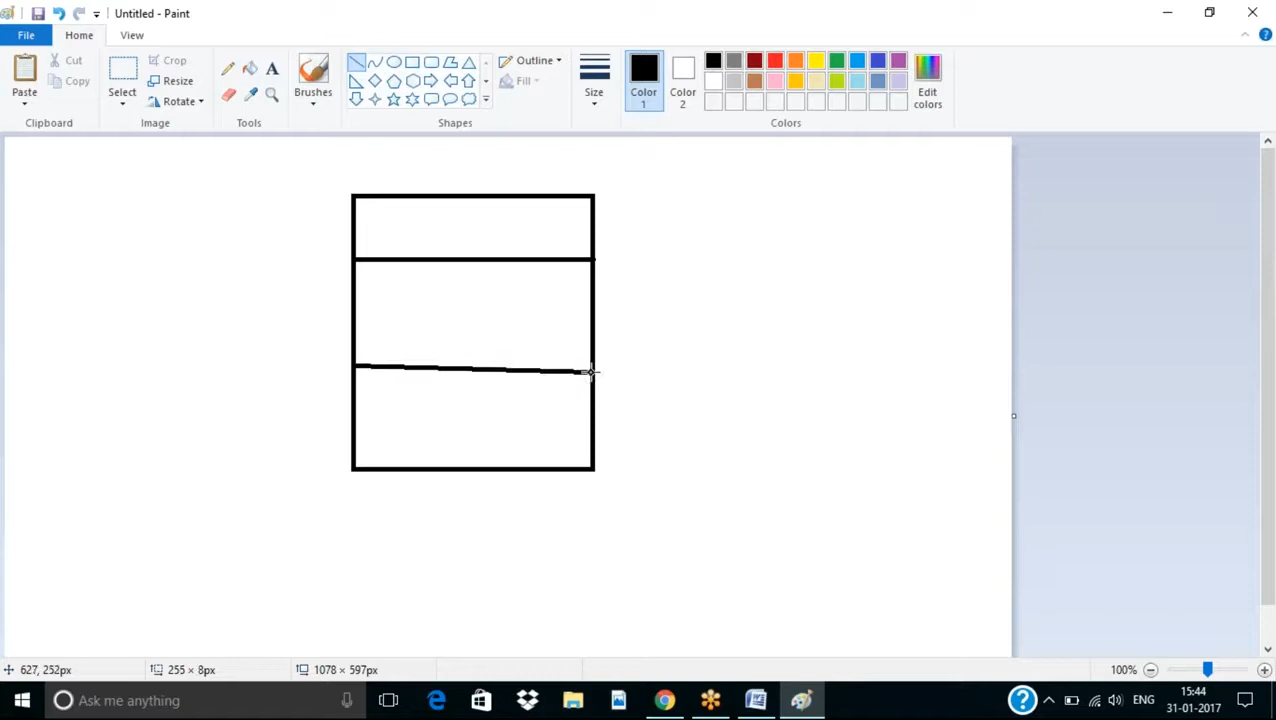 Untitled - Paint
File Home View
Paste Cut Copy
Clipboard
Select Crop Resize Rotate
Image
Tools
Brushes
Outline Fill
Shapes
Size
Color 1
Color 2
Edit colors
Colors
627, 252px 255 × 8px 1078 × 597px 100%
Ask me anything ENG 15:44
31-01-2017